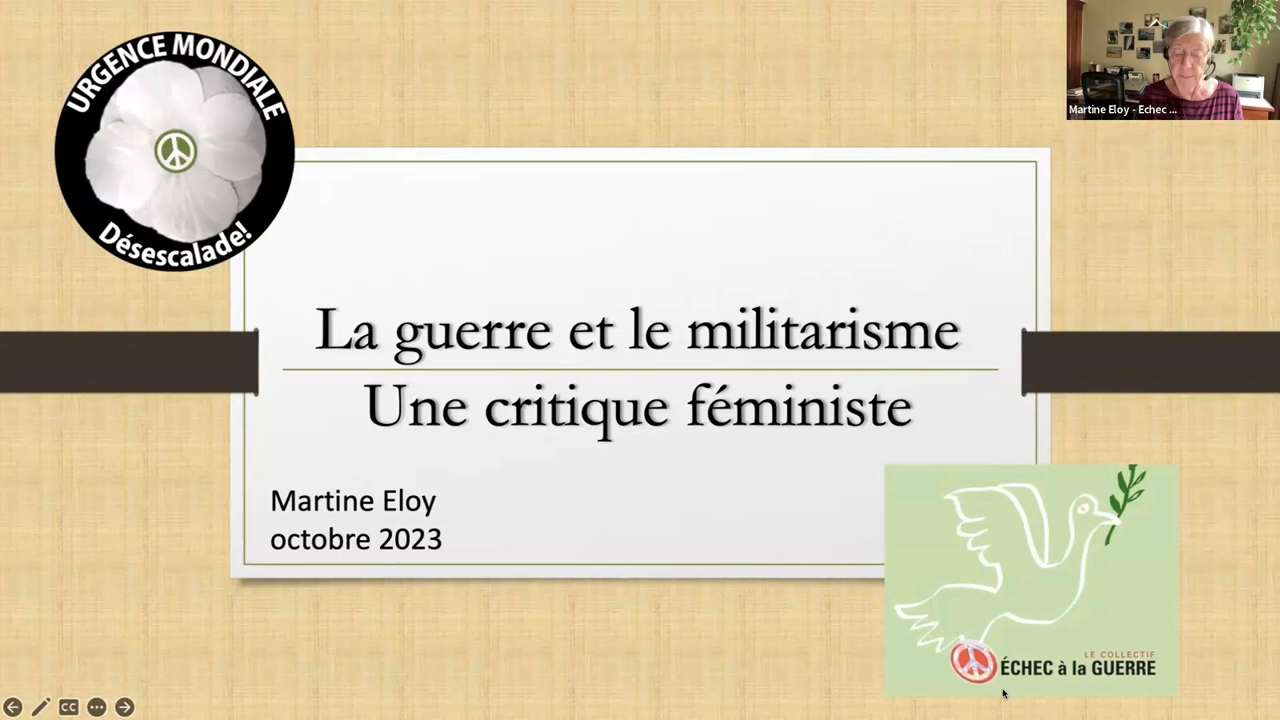 URGENCE MONDIALE
Désescalade!
Martine Eloy - Echec ...
La guerre et le militarisme
Une critique féministe
Martine Eloy
octobre 2023
LE COLLECTIF
ÉCHEC à la GUERRE
CC